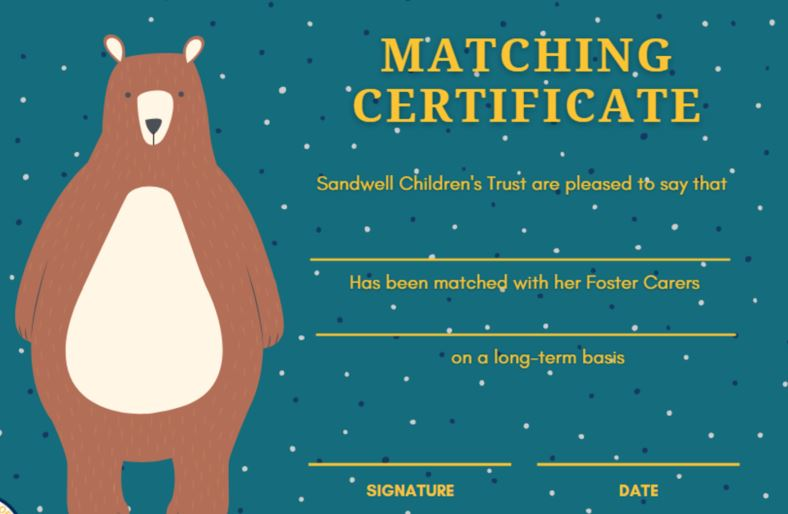 MATCHING
CERTIFICATE
Sandwell Children's Trust are pleased to say that
Has been matched with her Foster Carers
on a long-term basis
SIGNATURE DATE